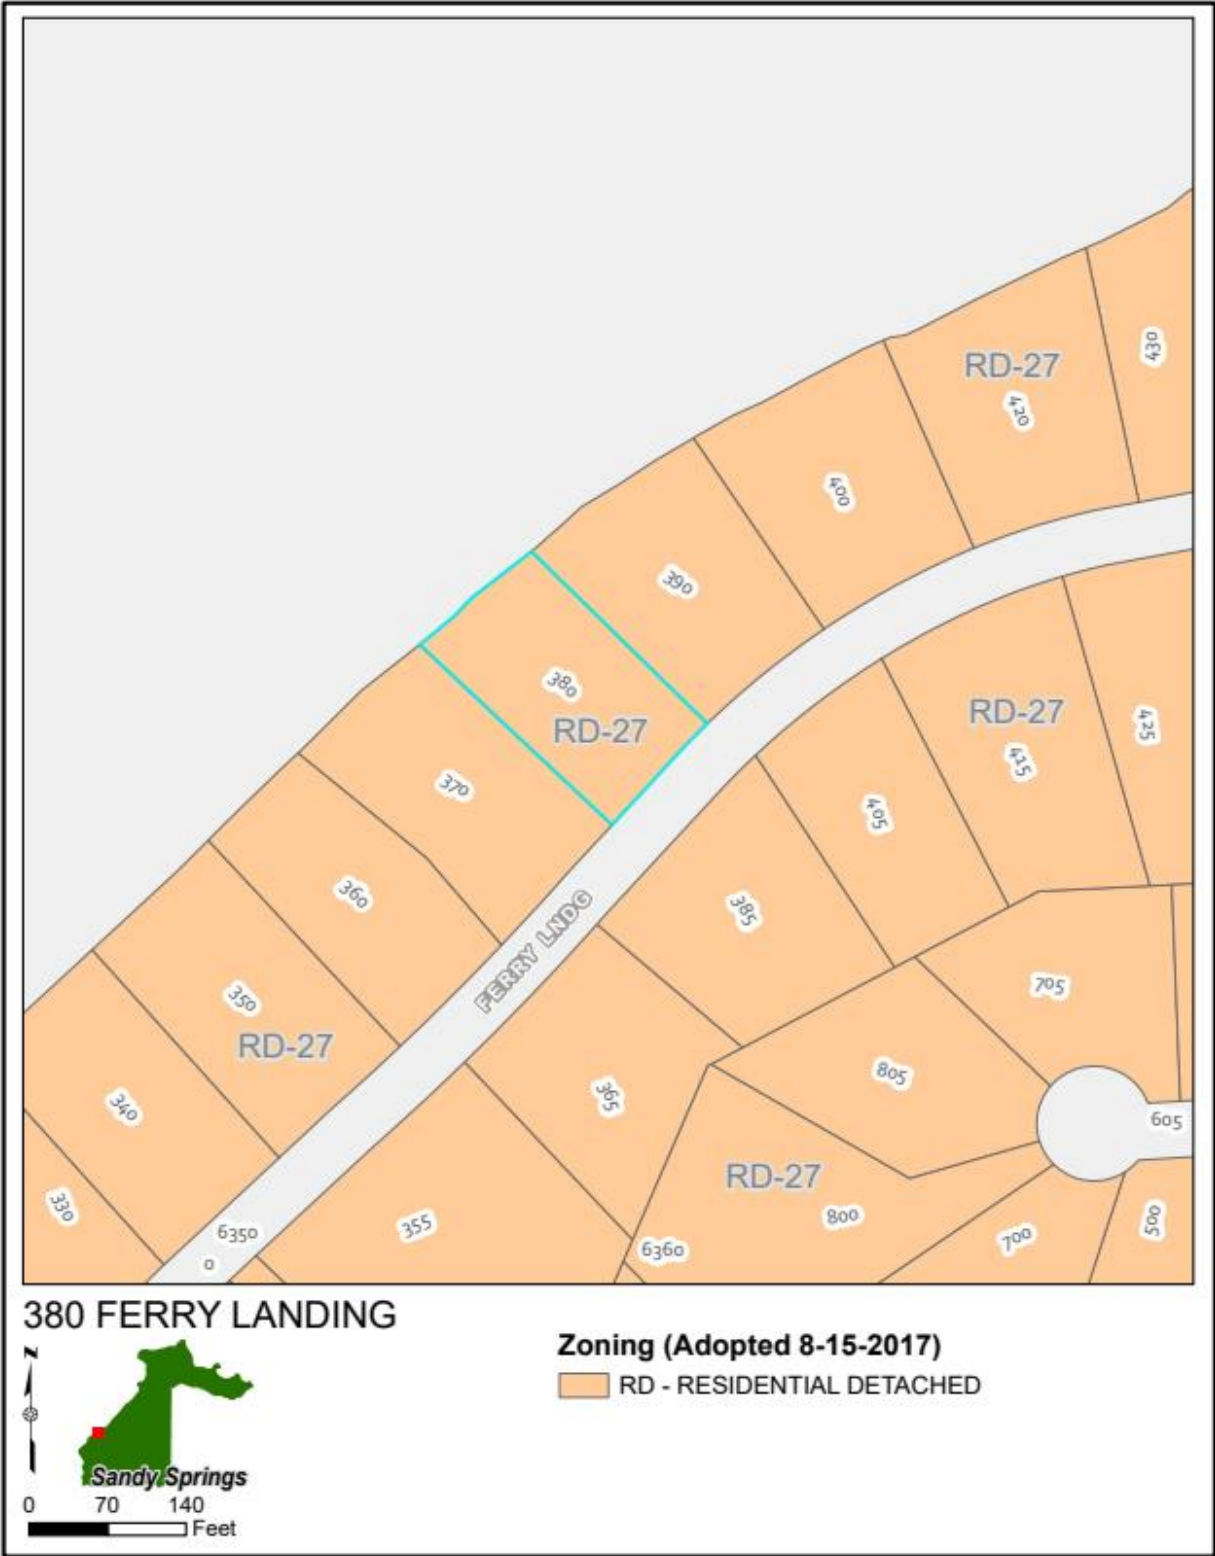 430
RD-27
420
400
390
380
RD-27
RD-27
415
425
370
405
360
385
FERRY LNDG
350
RD-27
705
805
340
365
605
RD-27
330
355
800
6350
0
6360
700
500
380 FERRY LANDING
Zoning (Adopted 8-15-2017)
RD - RESIDENTIAL DETACHED
N
Sandy Springs
0 70 140
Feet